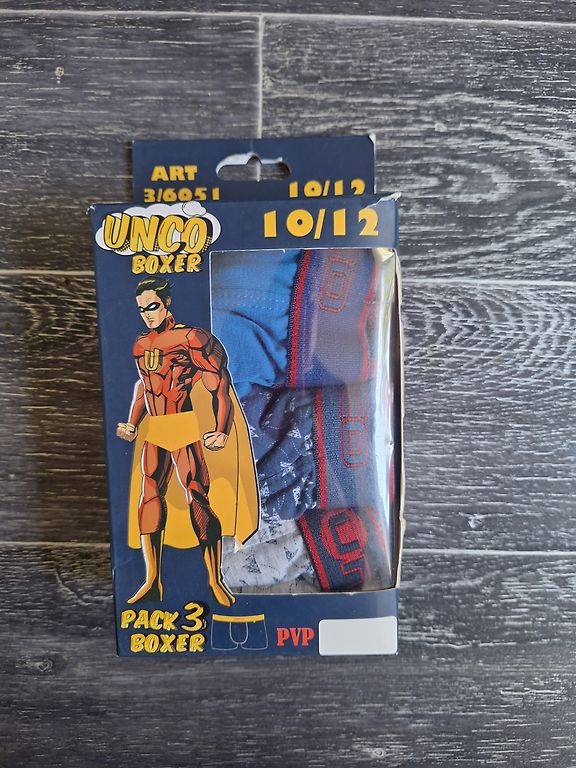 ART
3/6051 10/12
UNCO 10/12
BOXER
U
PACK 3
BOXER
PVP